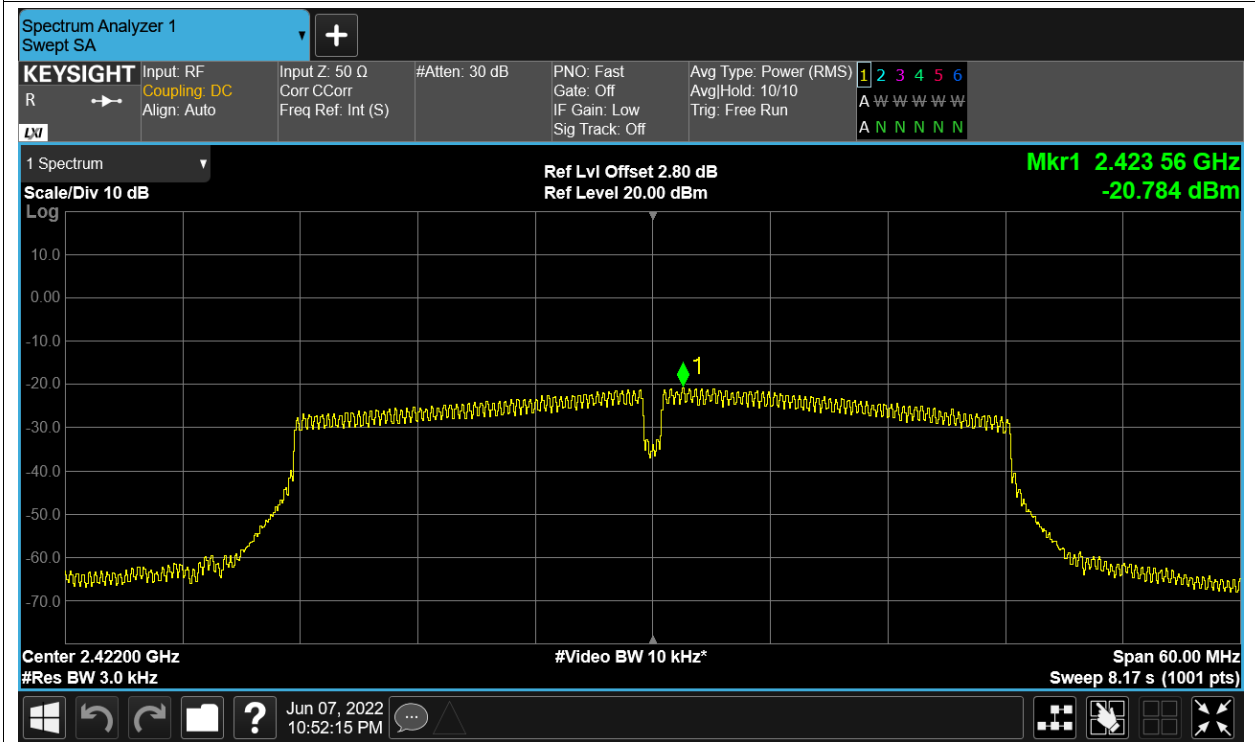 Spectrum Analyzer 1
Swept SA
+
KEYSIGHT
R
LXI
Input: RF
Coupling: DC
Align: Auto
Input Z: 50 Ω
Corr CCorr
Freq Ref: Int (S)
#Atten: 30 dB
PNO: Fast
Gate: Off
IF Gain: Low
Sig Track: Off
Avg Type: Power (RMS)
Avg|Hold: 10/10
Trig: Free Run
1 2 3 4 5 6
A W W W W W
A N N N N N
1 Spectrum
Scale/Div 10 dB
Log
Ref Lvl Offset 2.80 dB
Ref Level 20.00 dBm
Mkr1 2.423 56 GHz
-20.784 dBm
10.0
0.00
-10.0
-20.0
-30.0
-40.0
-50.0
-60.0
-70.0
1
Center 2.42200 GHz
#Res BW 3.0 kHz
#Video BW 10 kHz*
Span 60.00 MHz
Sweep 8.17 s (1001 pts)
?
Jun 07, 2022
10:52:15 PM